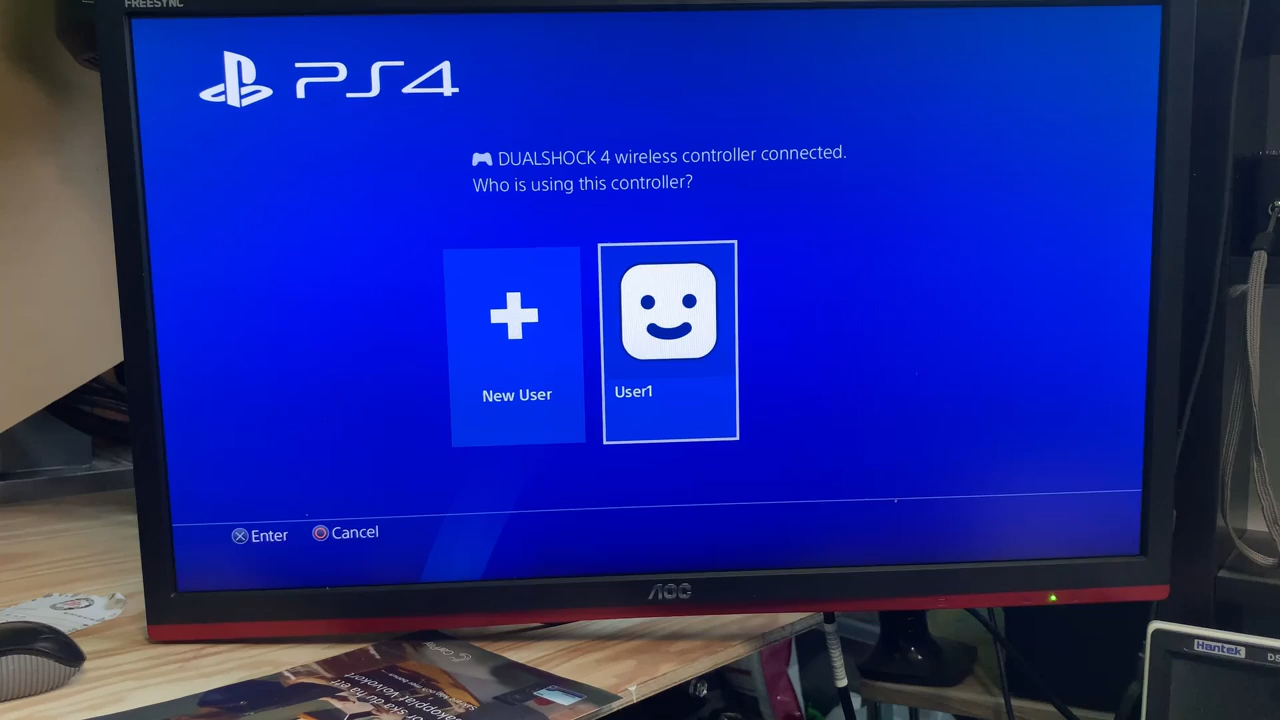 FREESYNC
PS4
DUALSHOCK 4 wireless controller connected.
Who is using this controller?
New User
User1
Enter
Cancel
AOC
Hantek